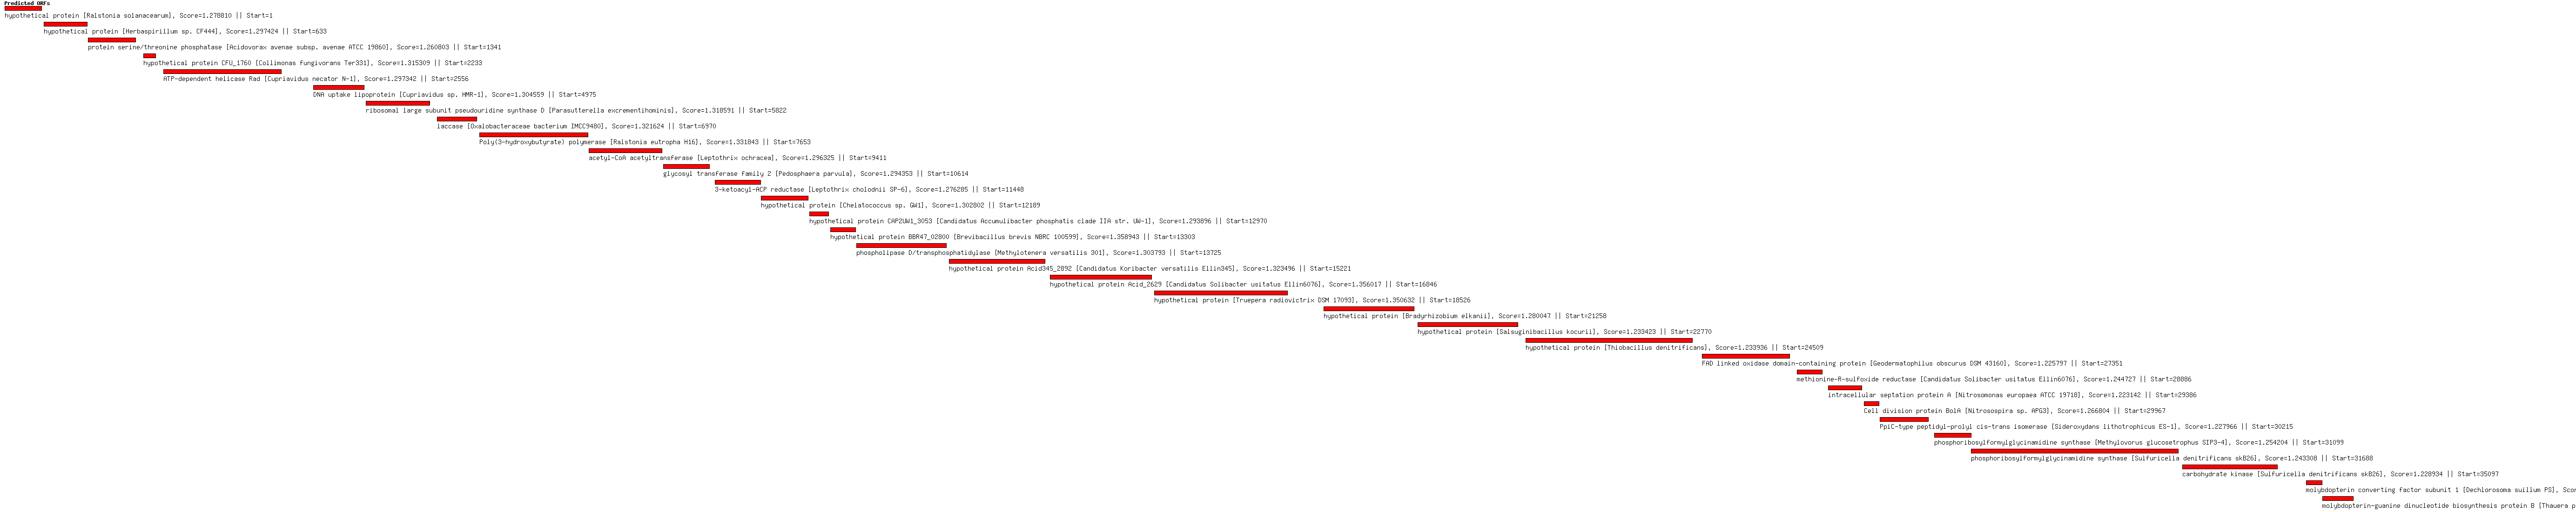 Predicted ORFs
hypothetical protein [Ralstonia solanacearum], Score=1.278810 || Start=1
hypothetical protein [Herbaspirillum sp. CF444], Score=1.297424 || Start=633
protein serine/threonine phosphatase [Acidovorax avenae subsp. avenae ATCC 19860], Score=1.260803 || Start=1341
hypothetical protein CFU_1760 [Collimonas fungivorans Ter331], Score=1.315309 || Start=2233
ATP-dependent helicase Rad [Cupriavidus necator N-1], Score=1.297342 || Start=2556
DNA uptake lipoprotein [Cupriavidus sp. HMR-1], Score=1.304559 || Start=4975
ribosomal large subunit pseudouridine synthase D [Parasutterella excrementihominis], Score=1.318591 || Start=5822
laccase [Oxalobacteraceae bacterium IMCC9480], Score=1.321624 || Start=6970
Poly(3-hydroxybutyrate) polymerase [Ralstonia eutropha H16], Score=1.331843 || Start=7653
acetyl-CoA acetyltransferase [Leptothrix ochracea], Score=1.296325 || Start=9411
glycosyl transferase family 2 [Pedosphaera parvula], Score=1.294353 || Start=10614
3-ketoacyl-ACP reductase [Leptothrix cholodnii SP-6], Score=1.276285 || Start=11448
hypothetical protein [Chelatococcus sp. GW1], Score=1.302802 || Start=12189
hypothetical protein CAP2UW1_3053 [Candidatus Accumulibacter phosphatis clade IIA str. UW-1], Score=1.293896 || Start=12970
hypothetical protein BBR47_02800 [Brevibacillus brevis NBRC 100599], Score=1.358943 || Start=13303
phospholipase D/transphosphatidylase [Methylotenera versatilis 301], Score=1.303793 || Start=13725
hypothetical protein Acid345_2892 [Candidatus Koribacter versatilis Ellin345], Score=1.323496 || Start=15221
hypothetical protein Acid_2629 [Candidatus Solibacter usitatus Ellin6076], Score=1.356017 || Start=16846
hypothetical protein [Truepera radiovictrix DSM 17093], Score=1.350632 || Start=18526
hypothetical protein [Bradyrhizobium elkanii], Score=1.280047 || Start=21258
hypothetical protein [Salsuginibacillus kocurii], Score=1.233423 || Start=22770
hypothetical protein [Thiobacillus denitrificans], Score=1.233936 || Start=24509
FAD linked oxidase domain-containing protein [Geodermatophilus obscurus DSM 43160], Score=1.225797 || Start=27351
methionine-R-sulfoxide reductase [Candidatus Solibacter usitatus Ellin6076], Score=1.244727 || Start=28886
intracellular septation protein A [Nitrosomonas europaea ATCC 19718], Score=1.223142 || Start=29386
Cell division protein BolA [Nitrosospira sp. APG3], Score=1.266804 || Start=29967
PpiC-type peptidyl-prolyl cis-trans isomerase [Sideroxydans lithotrophicus ES-1], Score=1.227966 || Start=30215
phosphoribosylformylglycinamidine synthase [Methylovorus glucosetrophus SIP3-4], Score=1.254204 || Start=31099
phosphoribosylformylglycinamidine synthase [Sulfuricella denitrificans skB26], Score=1.243308 || Start=31688
carbohydrate kinase [Sulfuricella denitrificans skB26], Score=1.228934 || Start=35097
molybdopterin converting factor subunit 1 [Dechlorosoma suillum PS], Scor
molybdopterin-guanine dinucleotide biosynthesis protein B [Thauera p